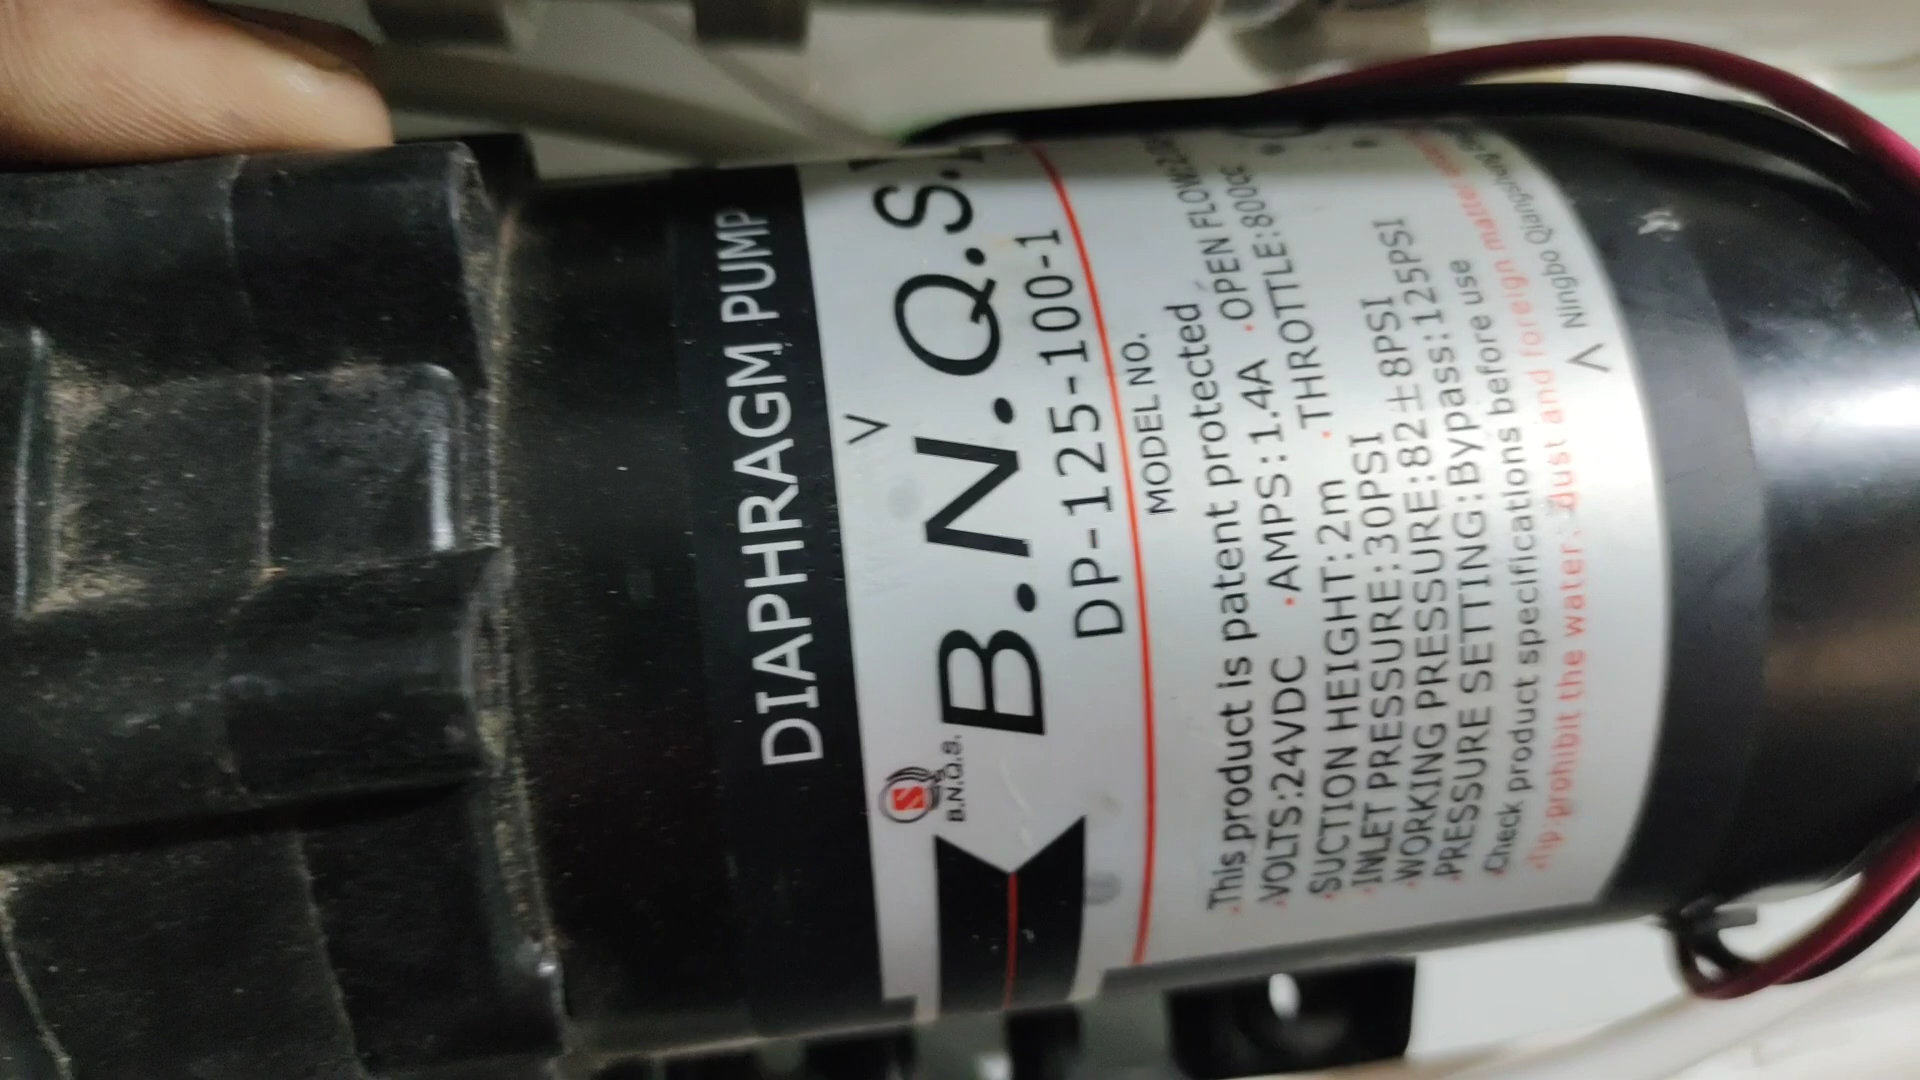 DIAPHRAGM PUMP
V
B.N.Q.S.
B.N.Q.S.
DP-125-100-1
MODEL NO.
·This product is patent protected
·VOLTS:24VDC ·AMPS:1.4A ·OPEN FLOW:
·SUCTION HEIGHT:2m ·THROTTLE:800cc
·INLET PRESSURE:30PSI
·WORKING PRESSURE:82±8PSI
·PRESSURE SETTING:Bypass:125PSI
·Check product specifications before use
prohibit the water. dust and foreign matter
Ningbo Qiangsheng
V